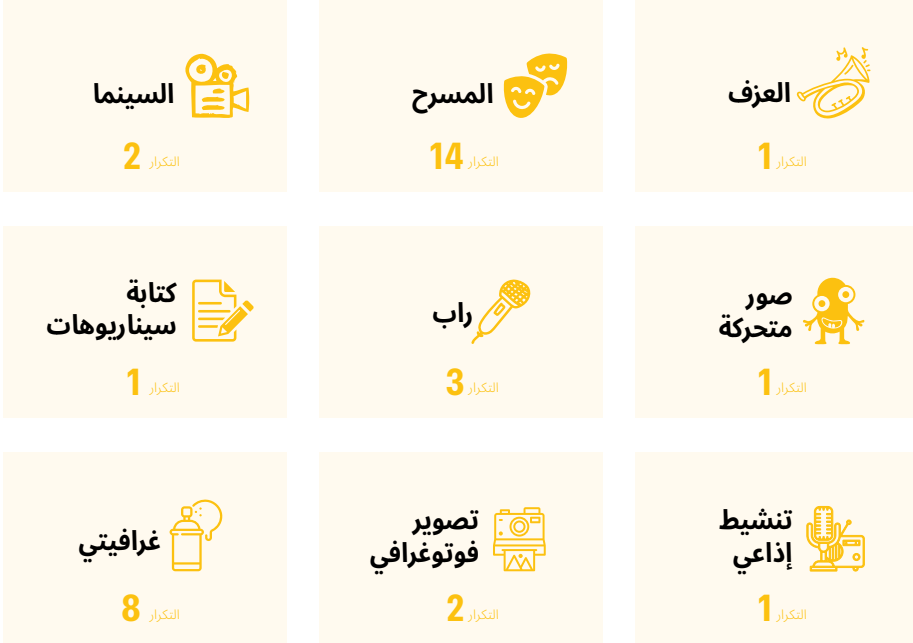 العزف
التكرار 1
المسرح
التكرار 14
السينما
التكرار 2
صور
متحركة
التكرار 1
راب
التكرار 3
كتابة
سيناريوهات
التكرار 1
تنشيط
إذاعي
التكرار 1
تصوير
فوتوغرافي
التكرار 2
غرافيتي
التكرار 8